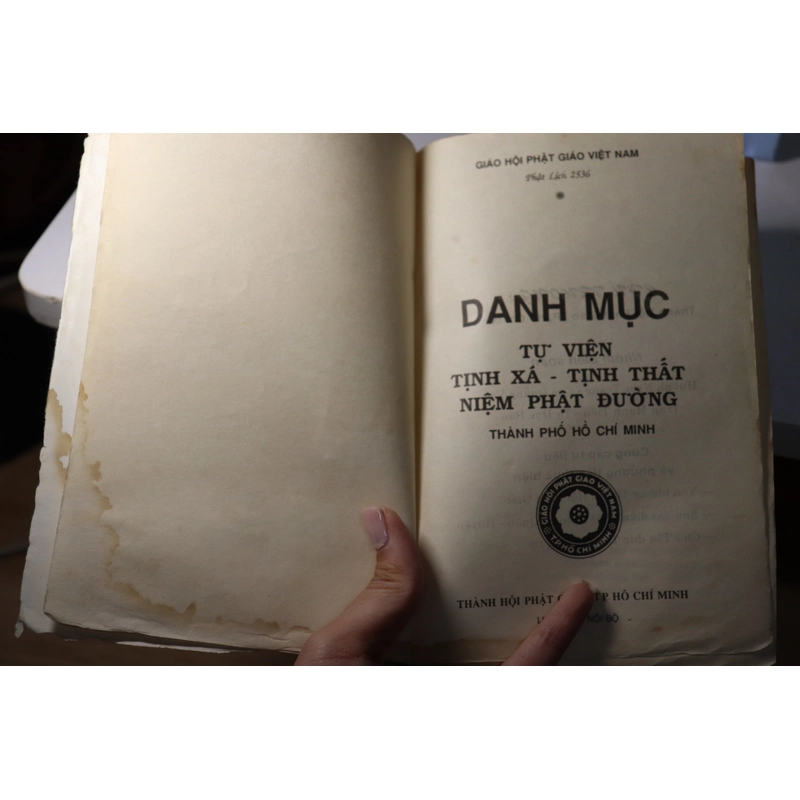 GIÁO HỘI PHẬT GIÁO VIỆT NAM
Phật Lịch 2536
DANH MỤC
TỰ VIỆN
TỊNH XÁ - TỊNH THẤT
NIỆM PHẬT ĐƯỜNG
THÀNH PHỐ HỒ CHÍ MINH
GIÁO HỘI PHẬT GIÁO VIỆT NAM
T.P HỒ CHÍ MINH
THÀNH HỘI PHẬT TP HỒ CHÍ MINH
NỘI BỘ -